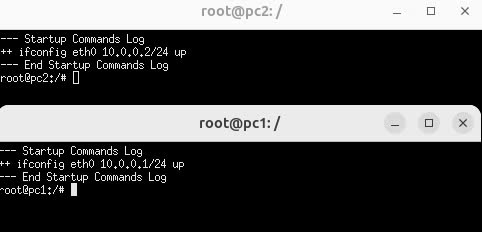 root@pc2: /
--- Startup Commands Log
++ ifconfig eth0 10.0.0.2/24 up
--- End Startup Commands Log
root@pc2:/#
root@pc1: /
--- Startup Commands Log
++ ifconfig eth0 10.0.0.1/24 up
--- End Startup Commands Log
root@pc1:/#